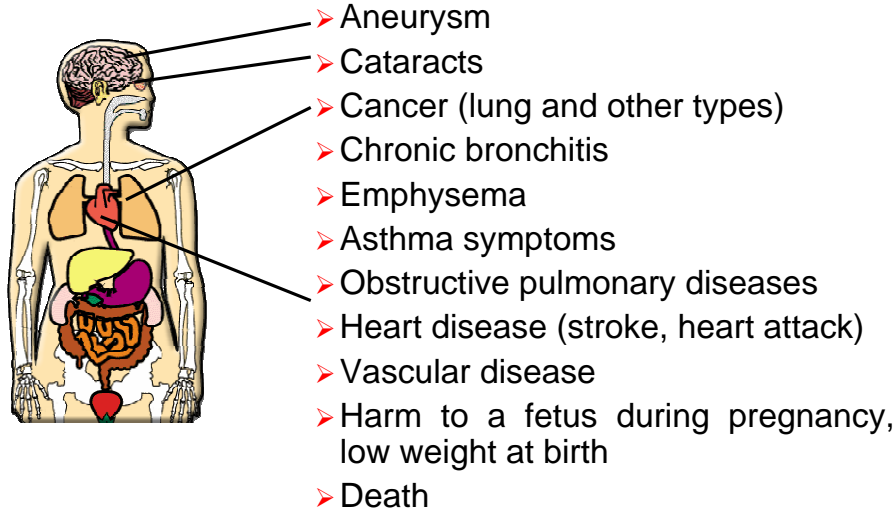 ➢ Aneurysm
➢ Cataracts
➢ Cancer (lung and other types)
➢ Chronic bronchitis
➢ Emphysema
➢ Asthma symptoms
➢ Obstructive pulmonary diseases
➢ Heart disease (stroke, heart attack)
➢ Vascular disease
➢ Harm to a fetus during pregnancy,
low weight at birth
➢ Death